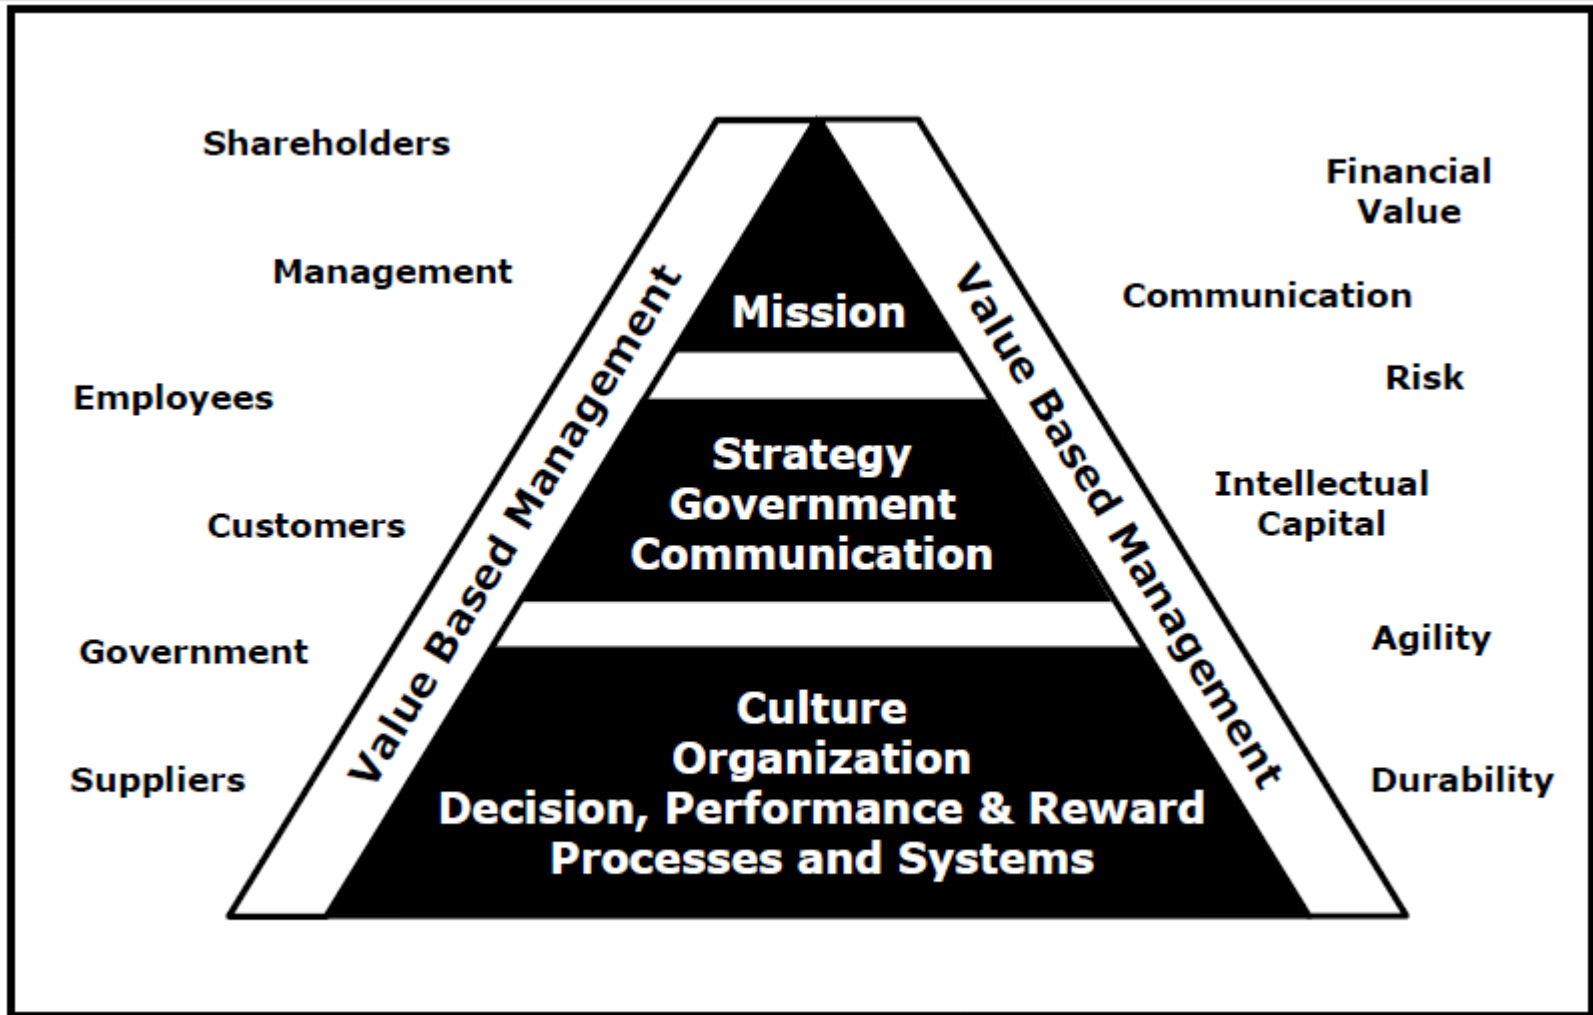 Shareholders
Management
Employees
Customers
Government
Suppliers
Value Based Management
Mission
Strategy
Government
Communication
Culture
Organization
Decision, Performance & Reward
Processes and Systems
Value Based Management
Financial
Value
Communication
Risk
Intellectual
Capital
Agility
Durability